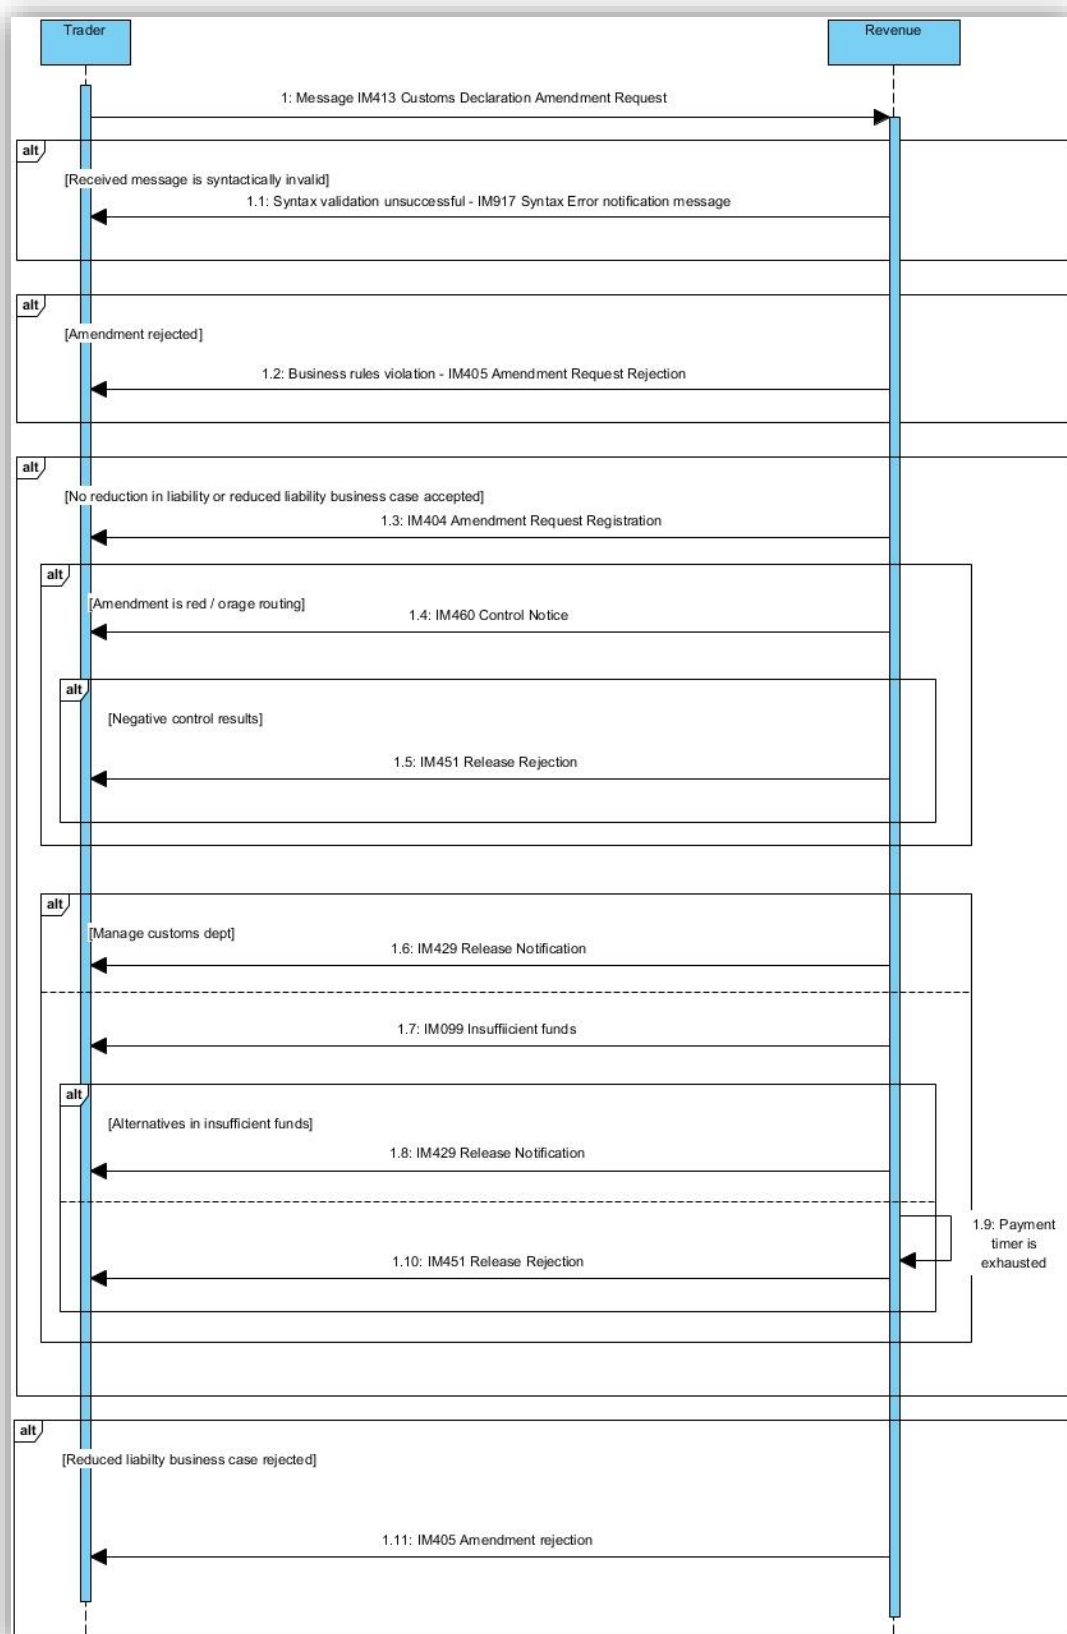 Trader
Revenue
1: Message IM413 Customs Declaration Amendment Request
alt
[Received message is syntactically invalid]
1.1: Syntax validation unsuccessful - IM917 Syntax Error notification message
alt
[Amendment rejected]
1.2: Business rules violation - IM405 Amendment Request Rejection
alt
[No reduction in liability or reduced liability business case accepted]
1.3: IM404 Amendment Request Registration
alt
[Amendment is red / orage routing]
1.4: IM460 Control Notice
alt
[Negative control results]
1.5: IM451 Release Rejection
alt
[Manage customs dept]
1.6: IM429 Release Notification
1.7: IM099 Insuffiicient funds
alt
[Alternatives in insufficient funds]
1.8: IM429 Release Notification
1.9: Payment
timer is
exhausted
1.10: IM451 Release Rejection
alt
[Reduced liabilty business case rejected]
1.11: IM405 Amendment rejection